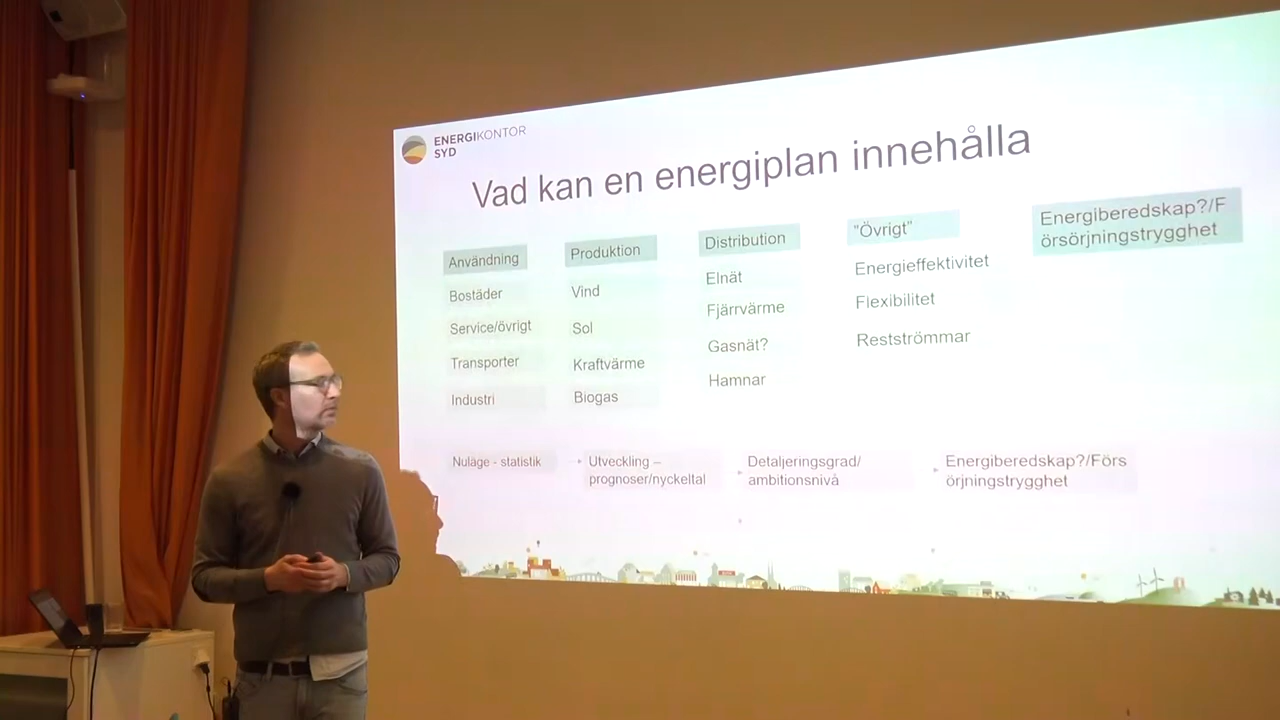 ENERGIKONTOR
SYD
Vad kan en energiplan innehålla
Användning
Bostäder
Service/övrigt
Transporter
Industri
Produktion
Vind
Sol
Kraftvärme
Biogas
Distribution
Elnät
Fjärrvärme
Gasnät?
Hamnar
"Övrigt"
Energieffektivitet
Flexibilitet
Restströmmar
Energiberedskap?/F
örsörjningstrygghet
Nuläge - statistik
Utveckling –
prognoser/nyckeltal
Detaljeringsgrad/
ambitionsnivå
Energiberedskap?/Förs
örjningstrygghet